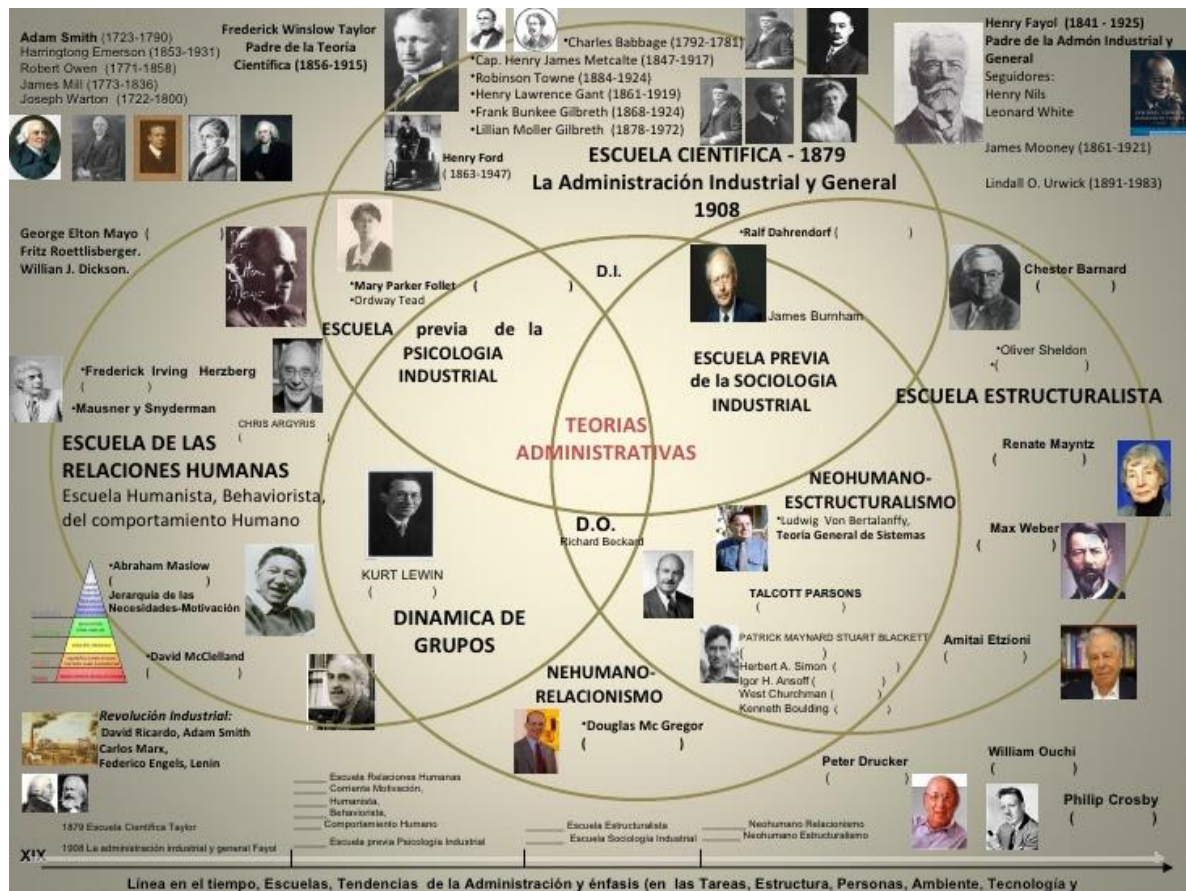 Adam Smith (1723-1790)
Harringtong Emerson (1853-1931)
Robert Owen (1771-1858)
James Mill (1773-1836)
Joseph Warton (1722-1800)
Frederick Winslow Taylor
Padre de la Teoría
Científica (1856-1915)
•Charles Babbage (1792-1781)
•Cap. Henry James Metcalte (1847-1917)
•Robinson Towne (1884-1924)
•Henry Lawrence Gant (1861-1919)
•Frank Bunkee Gilbreth (1868-1924)
•Lillian Moller Gilbreth (1878-1972)
Henry Ford
( 1863-1947)
Henry Fayol (1841 - 1925)
Padre de la Admón Industrial y
General
Seguidores:
Henry Nils
Leonard White
James Mooney (1861-1921)
Lindall O. Urwick (1891-1983)
ESCUELA CIENTIFICA - 1879
La Administración Industrial y General
1908
George Elton Mayo ( )
Fritz Roettlisberger.
Willian J. Dickson.
•Mary Parker Follet ( )
•Ordway Tead
ESCUELA previa de la
PSICOLOGIA
INDUSTRIAL
D.I.
•Ralf Dahrendorf ( )
James Burnham
ESCUELA PREVIA
de la SOCIOLOGIA
INDUSTRIAL
Chester Barnard
( )
•Oliver Sheldon
•( )
ESCUELA ESTRUCTURALISTA
•Frederick Irving Herzberg
( )
•Mausner y Snyderman
CHRIS ARGYRIS
( )
ESCUELA DE LAS
RELACIONES HUMANAS
Escuela Humanista, Behaviorista,
del comportamiento Humano
TEORIAS
ADMINISTRATIVAS
Renate Mayntz
( )
NEOHUMANO-
ESCTRUCTURALISMO
•Ludwig Von Bertalanffy,
Teoría General de Sistemas
D.O.
Richard Beckard
Max Weber
( )
KURT LEWIN
( )
•Abraham Maslow
( )
Jerarquía de las
Necesidades-Motivación
TALCOTT PARSONS
( )
DINAMICA DE
GRUPOS
PATRICK MAYNARD STUART BLACKETT
( )
Herbert A. Simon ( )
Igor H. Ansoff ( )
West Churchman ( )
Kenneth Boulding ( )
Amitai Etzioni
( )
•David McClelland
( )
NEHUMANO-
RELACIONISMO
•Douglas Mc Gregor
( )
Revolución Industrial:
David Ricardo, Adam Smith
Carlos Marx,
Federico Engels, Lenin
Peter Drucker
( )
William Ouchi
( )
Philip Crosby
( )
_____ Escuela Relaciones Humanas
_____ Corriente Motivación,
_____ Humanista,
_____ Behaviorista,
_____ Comportamiento Humano
_____ Escuela previa Psicología Industrial
_____ Escuela Estructuralista
_____ Escuela Sociología Industrial
_____ Neohumano Relacionismo
_____ Neohumano Estructuralismo
1879 Escuela Científica Taylor
1908 La administración industrial y general Fayol
XIX
Línea en el tiempo, Escuelas, Tendencias de la Administración y énfasis (en las Tareas, Estructura, Personas, Ambiente, Tecnología y